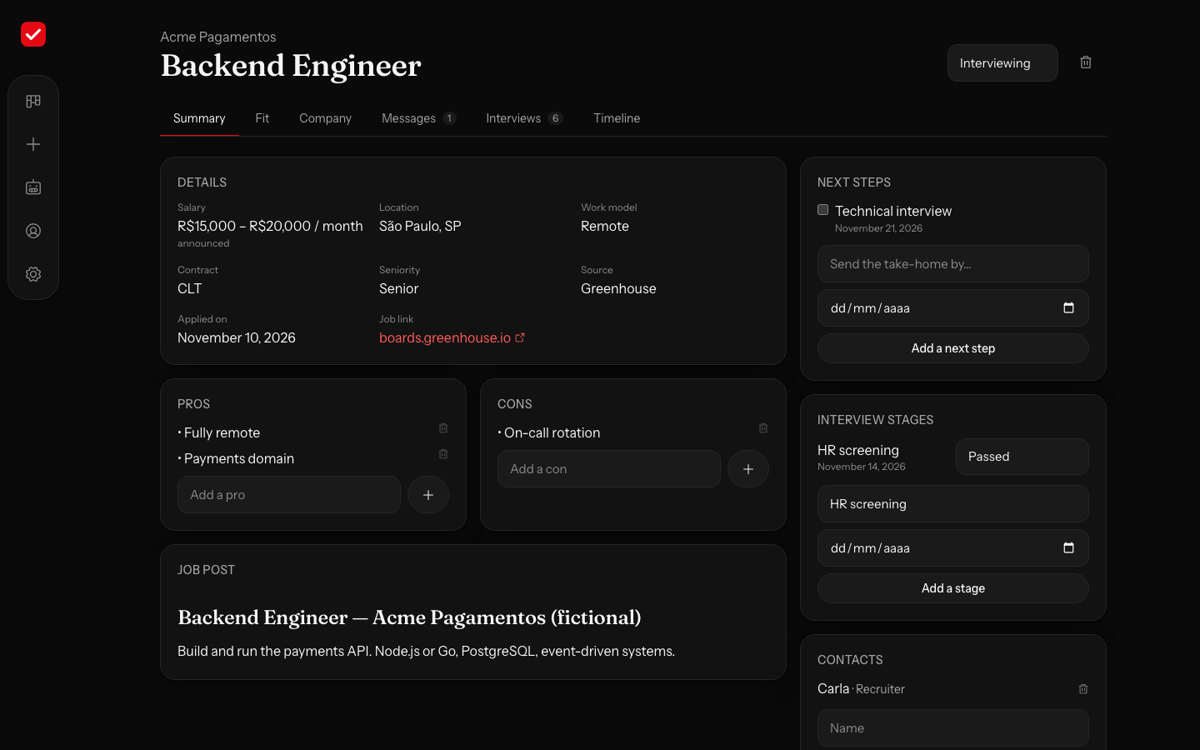 Acme Pagamentos
Backend Engineer
Interviewing
Summary
Fit
Company
Messages 1
Interviews 6
Timeline
DETAILS
Salary
R$15,000 – R$20,000 / month
announced
Location
São Paulo, SP
Work model
Remote
Contract
CLT
Seniority
Senior
Source
Greenhouse
Applied on
November 10, 2026
Job link
boards.greenhouse.io
PROS
• Fully remote
• Payments domain
Add a pro
+
CONS
• On-call rotation
Add a con
+
JOB POST
Backend Engineer — Acme Pagamentos (fictional)
Build and run the payments API. Node.js or Go, PostgreSQL, event-driven systems.
NEXT STEPS
Technical interview
November 21, 2026
Send the take-home by...
dd/mm/aaaa
Add a next step
INTERVIEW STAGES
HR screening
November 14, 2026
Passed
HR screening
dd/mm/aaaa
Add a stage
CONTACTS
Carla · Recruiter
Name